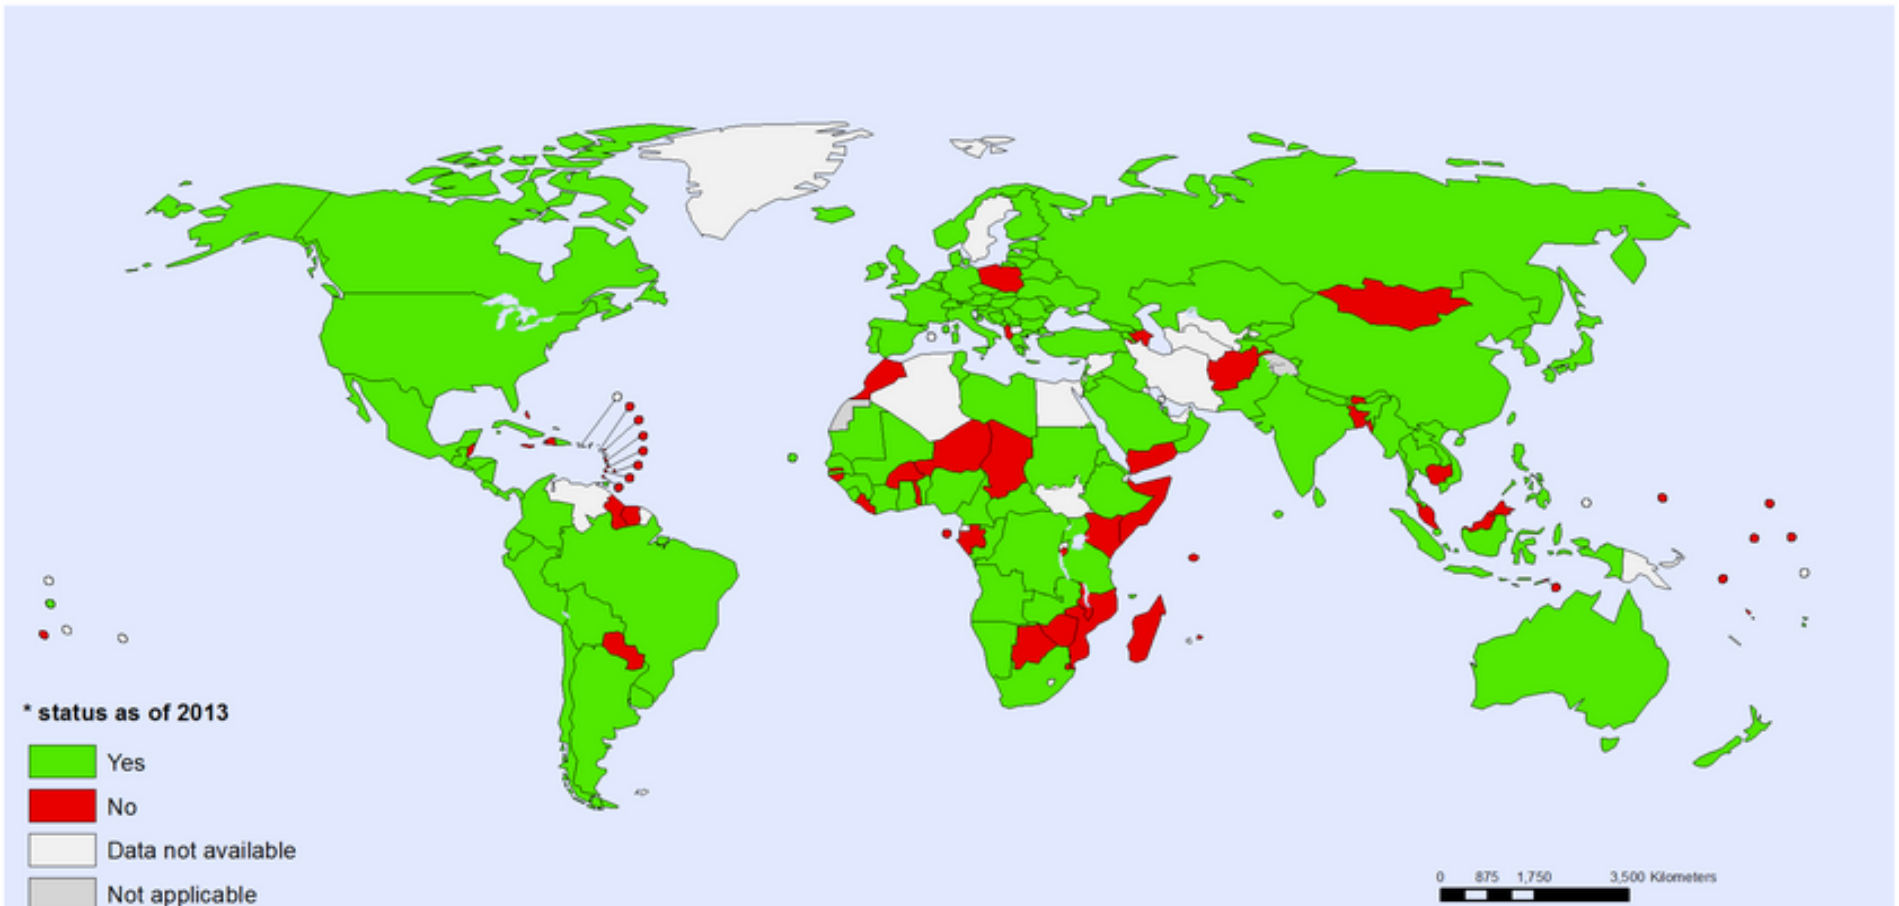 * status as of 2013
Yes
No
Data not available
Not applicable
0 875 1,750 3,500 Kilometers